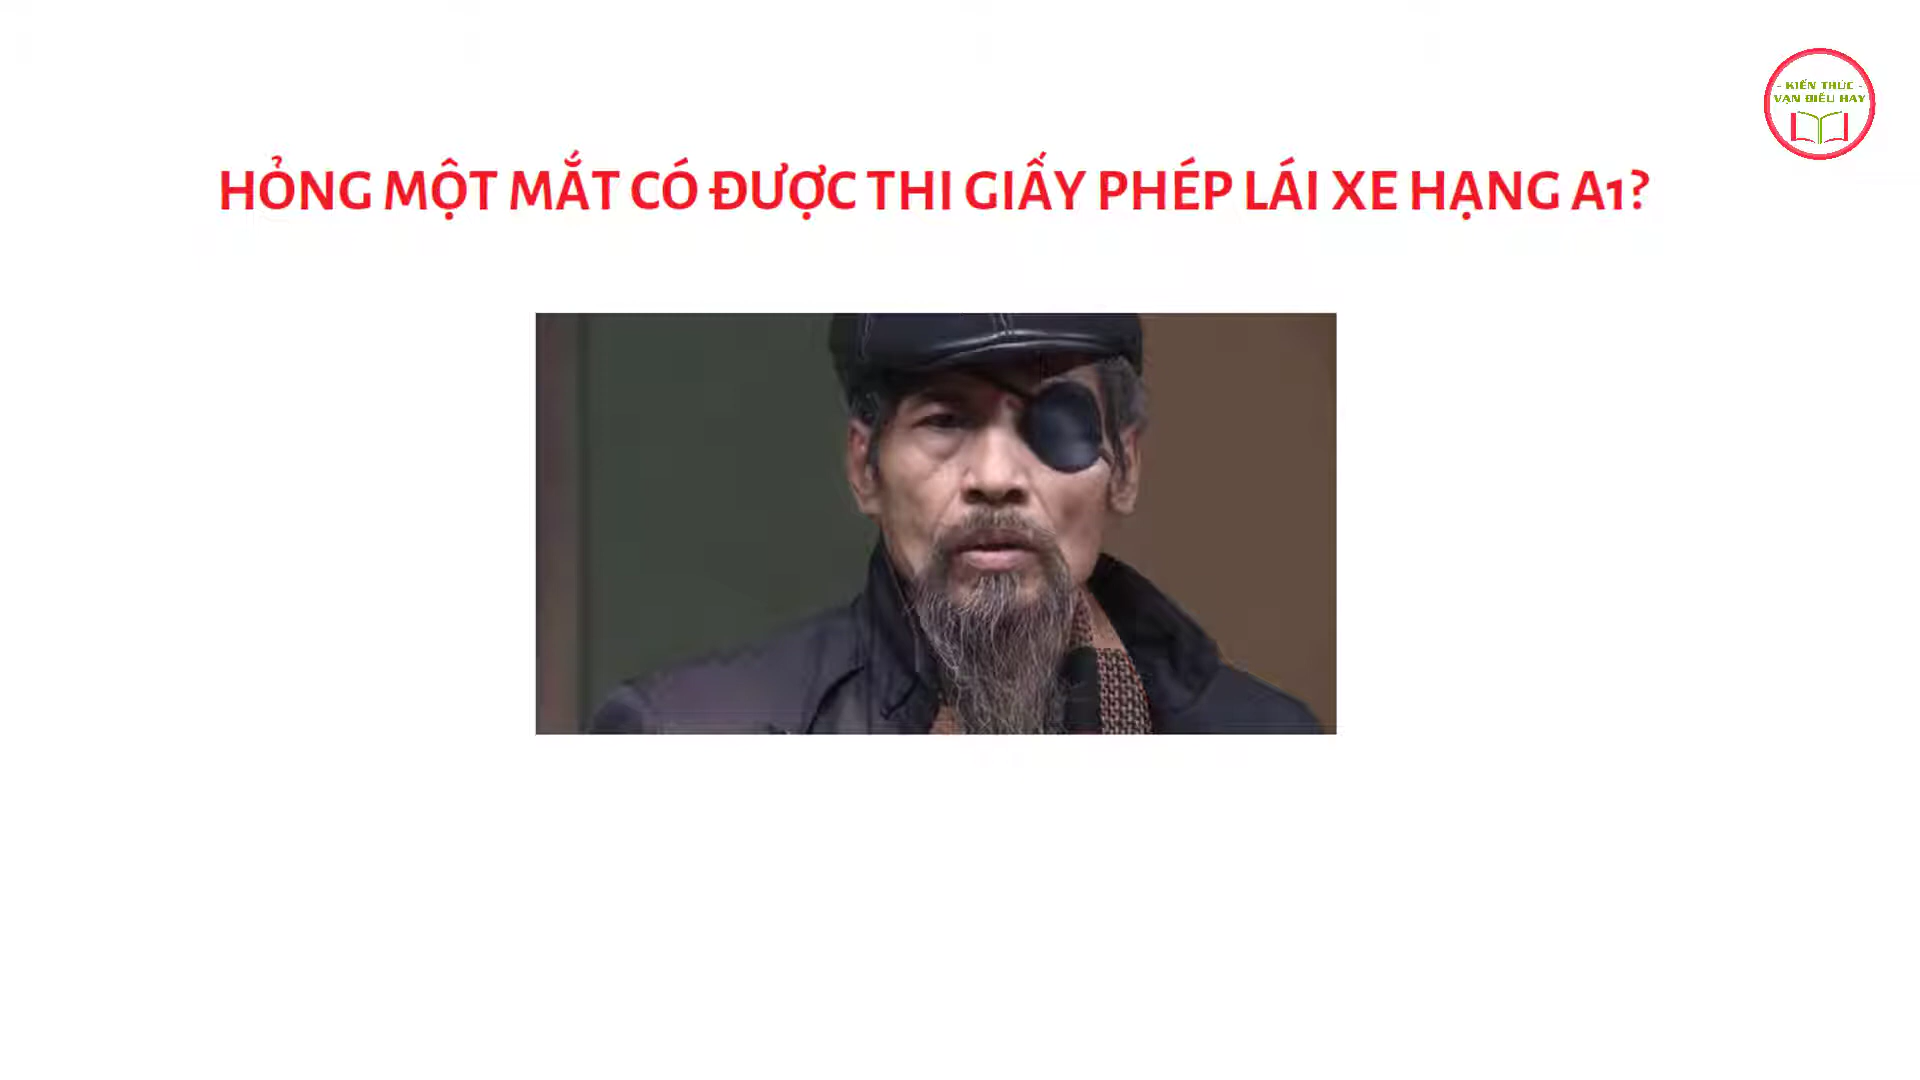 - KIẾN THỨC -
VẠN ĐIỀU HAY
HỎNG MỘT MẮT CÓ ĐƯỢC THI GIẤY PHÉP LÁI XE HẠNG A1?